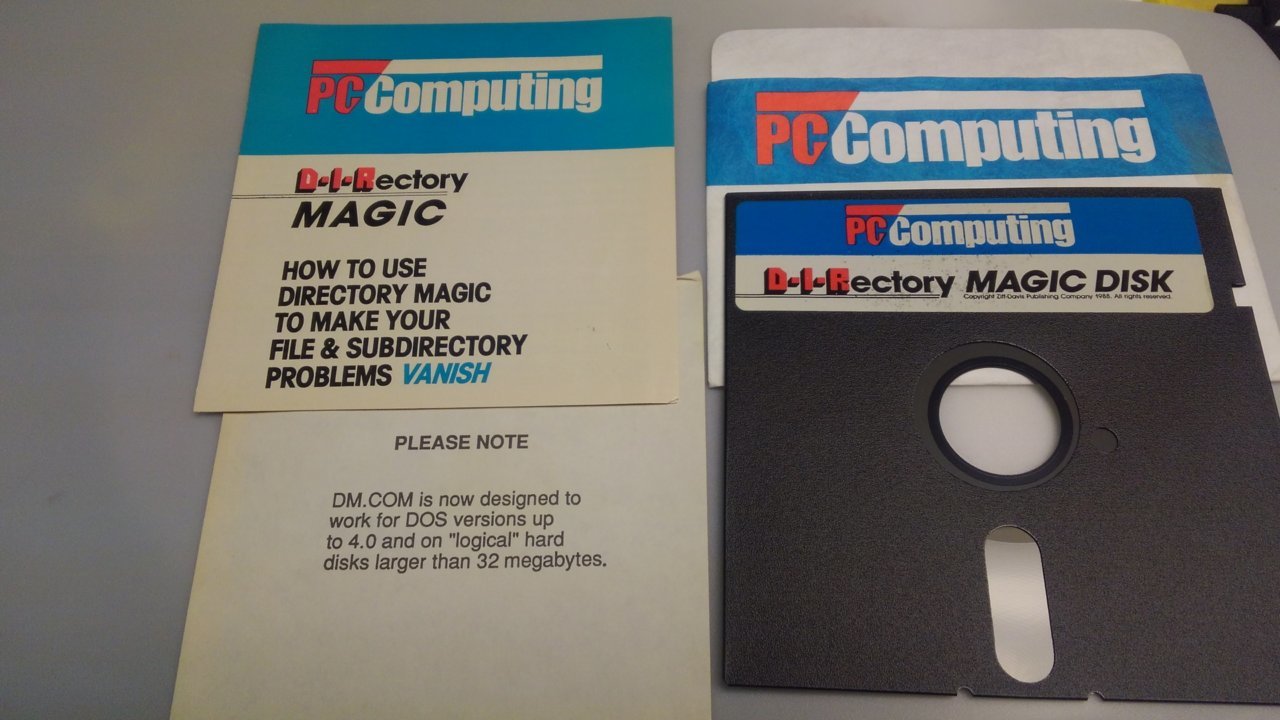 PC Computing
D-I-Rectory
MAGIC
HOW TO USE
DIRECTORY MAGIC
TO MAKE YOUR
FILE & SUBDIRECTORY
PROBLEMS VANISH
PLEASE NOTE
DM.COM is now designed to
work for DOS versions up
to 4.0 and on "logical" hard
disks larger than 32 megabytes.
PC Computing
PC Computing
D-I-Rectory MAGIC DISK
Copyright Ziff-Davis Publishing Company 1988. All rights reserved.